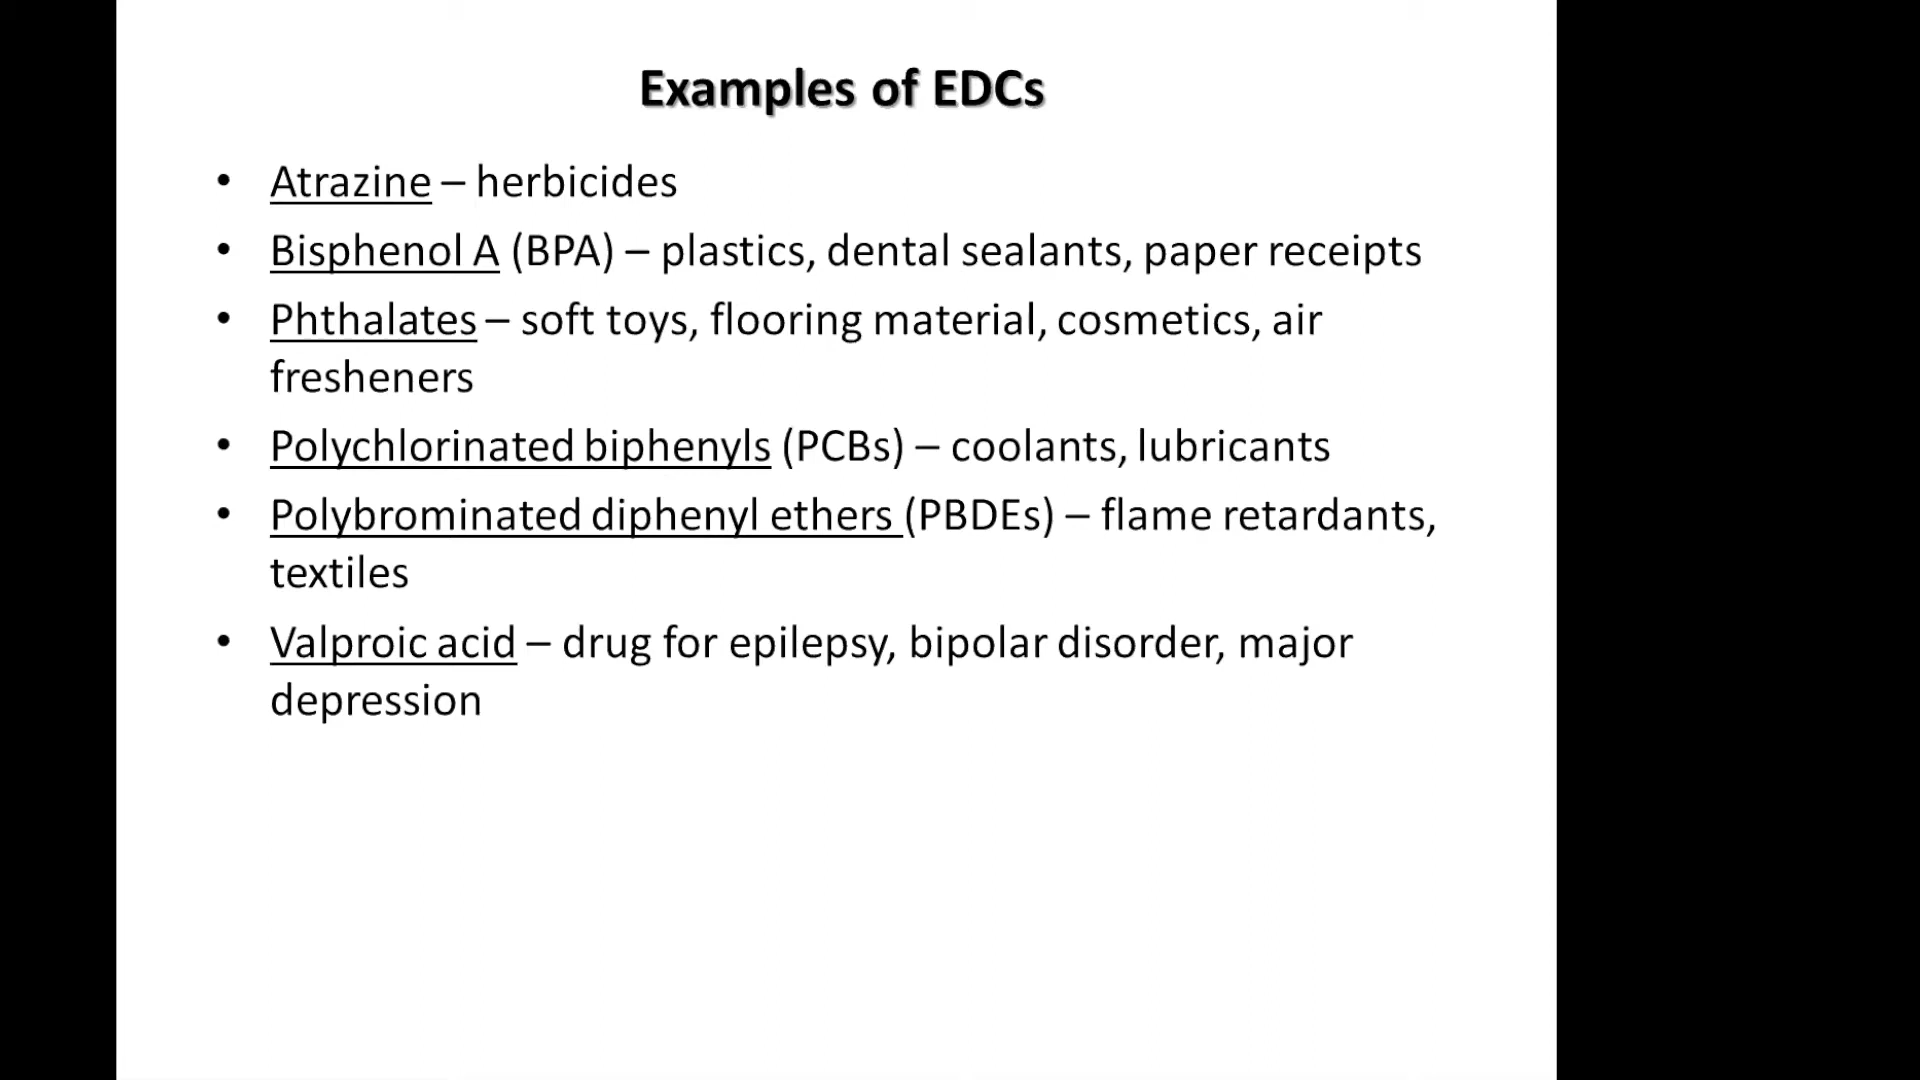 Examples of EDCs
• Atrazine – herbicides
• Bisphenol A (BPA) – plastics, dental sealants, paper receipts
• Phthalates – soft toys, flooring material, cosmetics, air
fresheners
• Polychlorinated biphenyls (PCBs) – coolants, lubricants
• Polybrominated diphenyl ethers (PBDEs) – flame retardants,
textiles
• Valproic acid – drug for epilepsy, bipolar disorder, major
depression